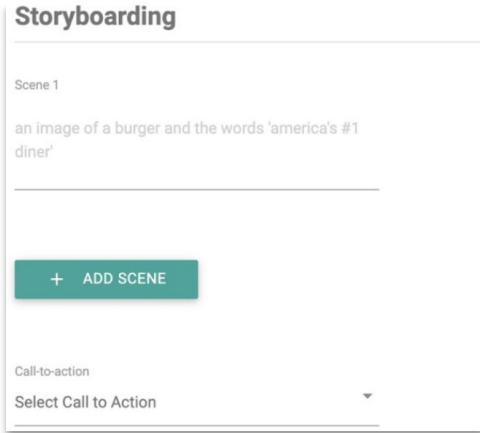 Storyboarding
Scene 1
an image of a burger and the words 'america's #1
diner'
+ ADD SCENE
Call-to-action
Select Call to Action